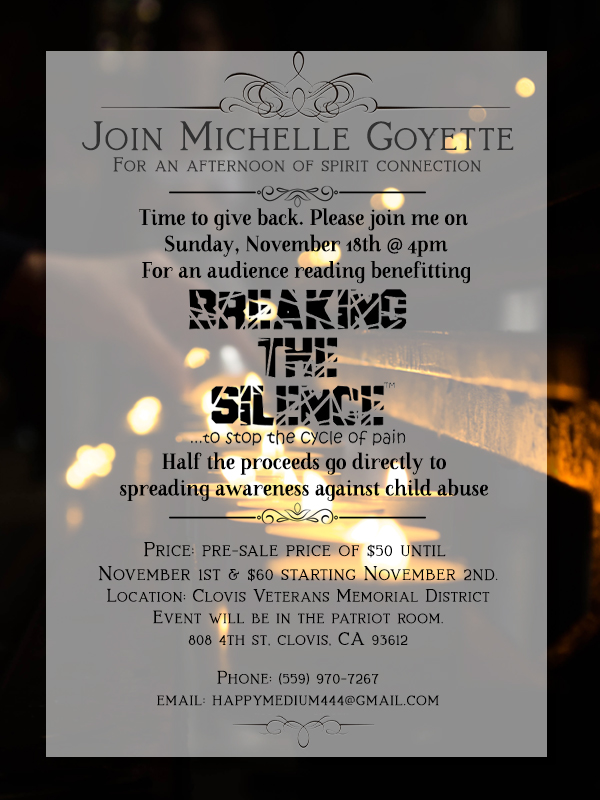 Join Michelle Goyette
For an afternoon of spirit connection
Time to give back. Please join me on
Sunday, November 18th @ 4pm
For an audience reading benefitting
BREAKING
THE
SILENCE™
...to stop the cycle of pain
Half the proceeds go directly to
spreading awareness against child abuse
Price: pre-sale price of $50 until
November 1st & $60 starting November 2nd.
Location: Clovis Veterans Memorial District
Event will be in the patriot room.
808 4th st, clovis, CA 93612
Phone: (559) 970-7267
email: happymedium444@gmail.com